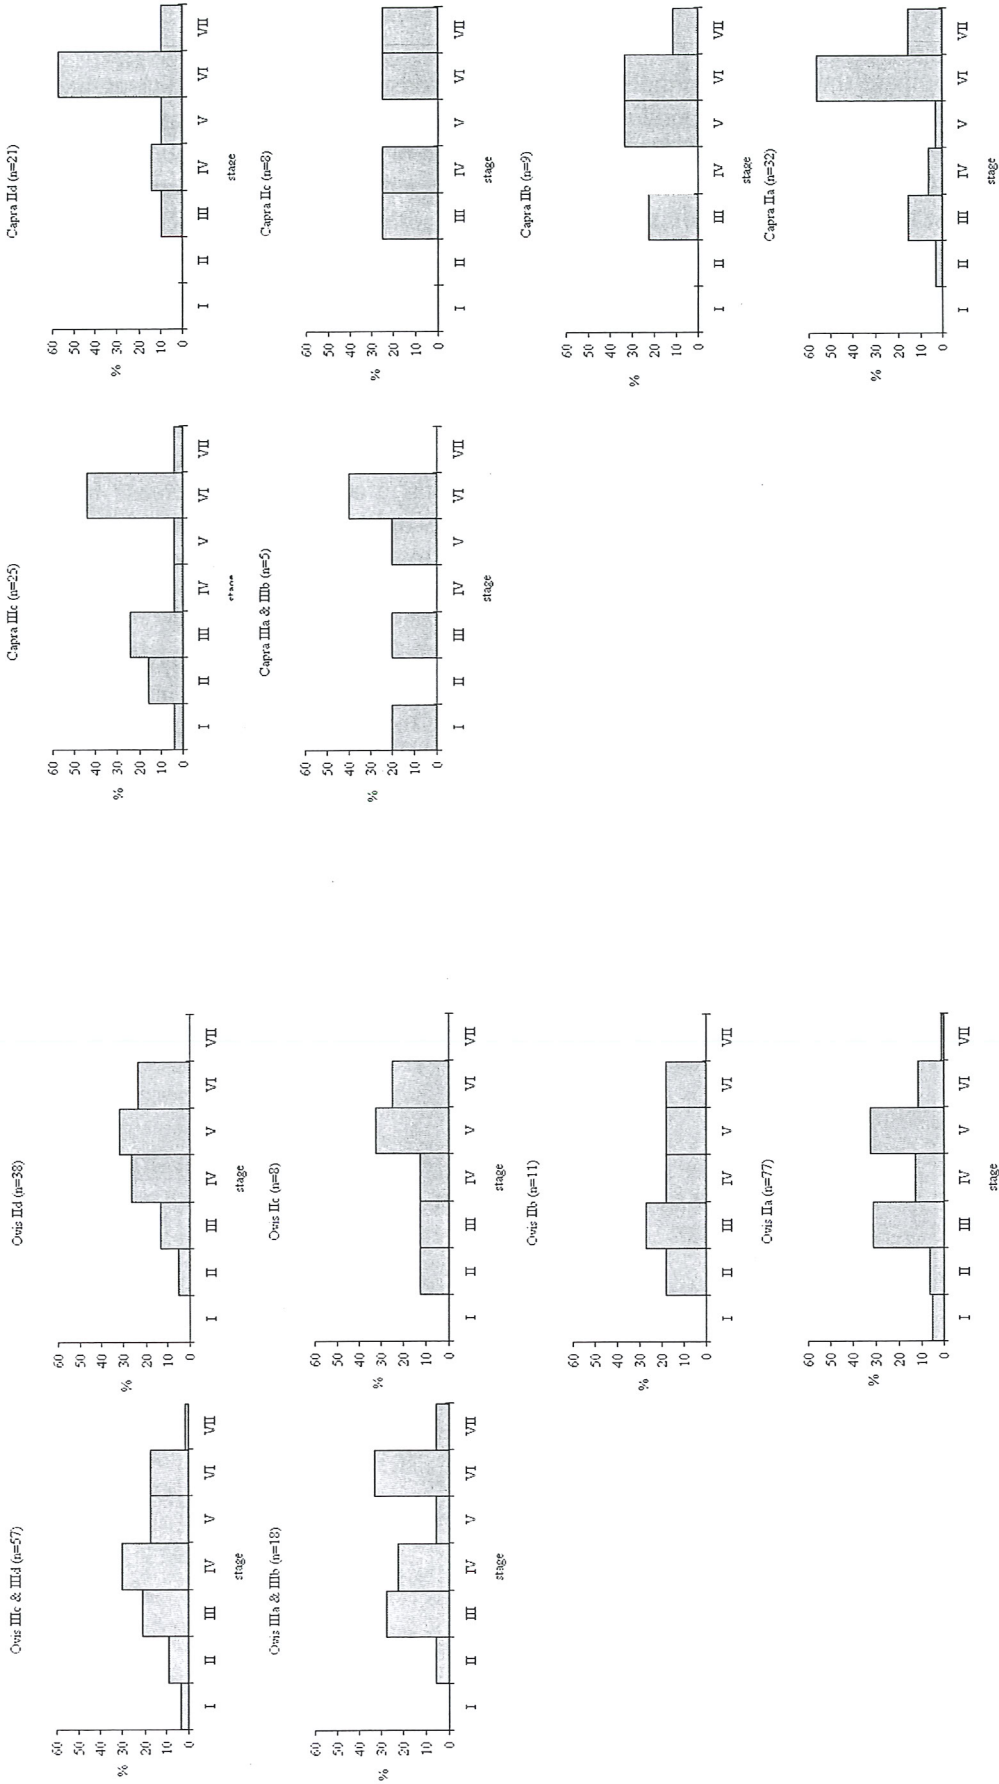 Ovis IIIc & IIId (n=57)
%
60
50
40
30
20
10
0
I II III IV V VI VII
stage
Ovis IId (n=38)
%
60
50
40
30
20
10
0
I II III IV V VI VII
stage
Capra IIIc (n=25)
%
60
50
40
30
20
10
0
I II III IV V VI VII
Capra IId (n=21)
%
60
50
40
30
20
10
0
I II III IV V VI VII
stage
Ovis IIIa & IIIb (n=18)
%
60
50
40
30
20
10
0
I II III IV V VI VII
stage
Ovis IIc (n=8)
%
60
50
40
30
20
10
0
I II III IV V VI VII
stage
Capra IIIa & IIIb (n=5)
%
60
50
40
30
20
10
0
I II III IV V VI VII
stage
Capra IIc (n=8)
%
60
50
40
30
20
10
0
I II III IV V VI VII
stage
Ovis IIb (n=11)
%
60
50
40
30
20
10
0
I II III IV V VI VII
Capra IIb (n=9)
%
60
50
40
30
20
10
0
I II III IV V VI VII
stage
Ovis IIa (n=77)
%
60
50
40
30
20
10
0
I II III IV V VI VII
stage
Capra IIa (n=32)
%
60
50
40
30
20
10
0
I II III IV V VI VII
stage